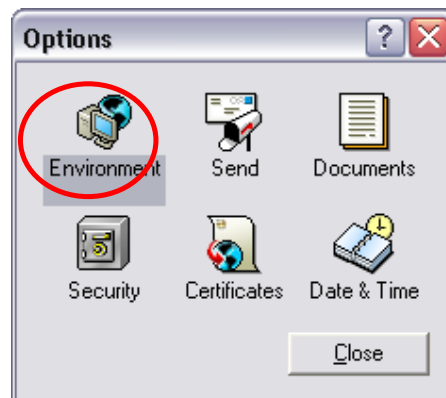 Options
Environment Send Documents
Security Certificates Date & Time
Close